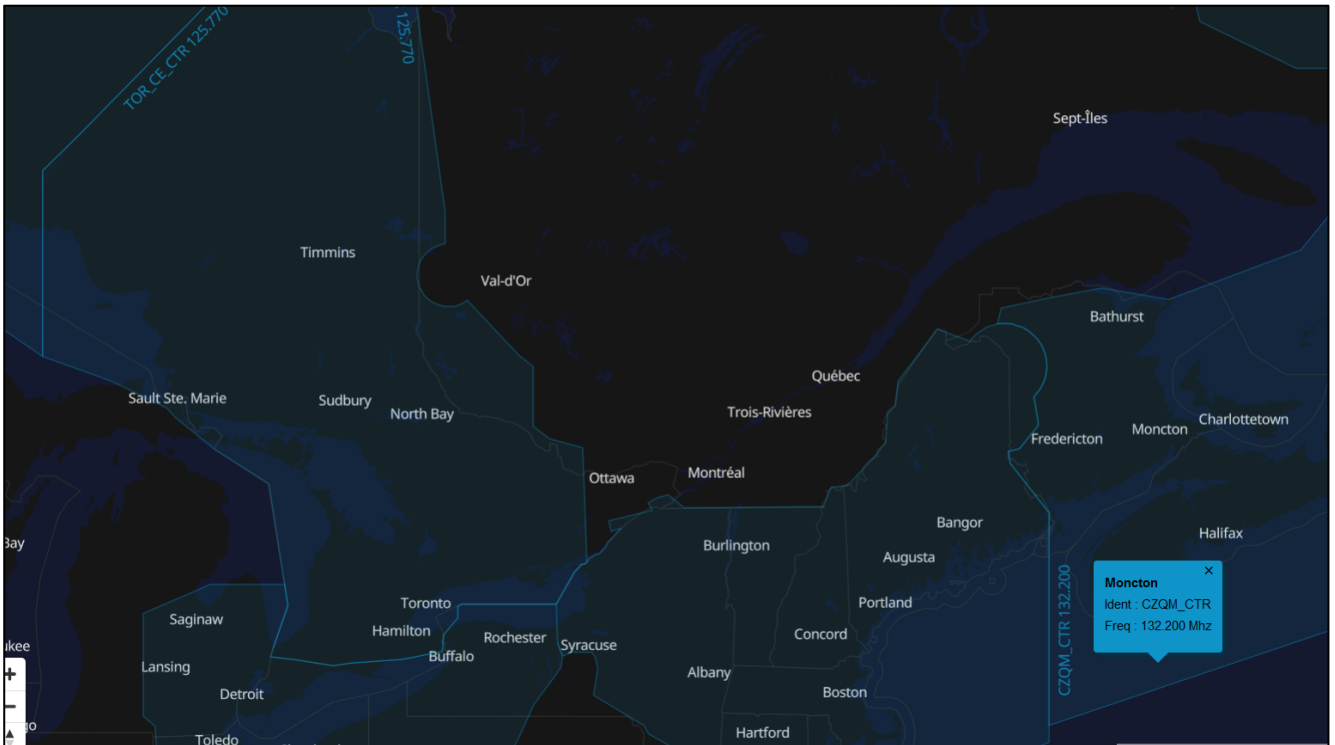 TOR_CE_CTR 125.770
125.770
Sept-Îles
Timmins
Val-d'Or
Bathurst
Québec
Sault Ste. Marie
Sudbury
North Bay
Trois-Rivières
Charlottetown
Moncton
Fredericton
Ottawa
Montréal
Bangor
Halifax
Bay
Burlington
Augusta
Moncton
×
Ident : CZQM_CTR
Freq : 132.200 Mhz
CZQM_CTR 132.200
Toronto
Portland
Saginaw
Hamilton
Rochester
Concord
Syracuse
ukee
Buffalo
Lansing
Albany
+
Detroit
Boston
−
go
Hartford
Toledo